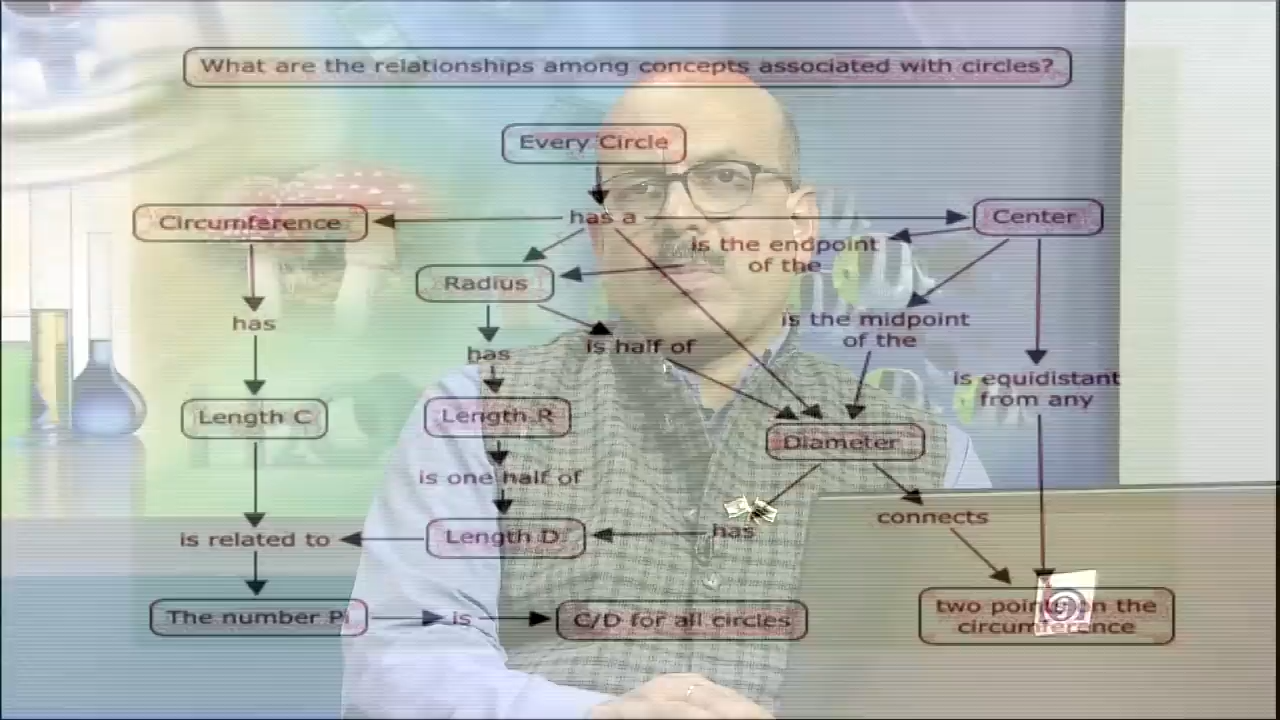 What are the relationships among concepts associated with circles?
Every Circle
Circumference
has a
Center
is the endpoint
of the
Radius
has
is half of
is the midpoint
of the
has
is equidistant
from any
Length C
Length R
Diameter
is one half of
connects
is related to
Length D
has
The number Pi
is
C/D for all circles
two points on the
circumference